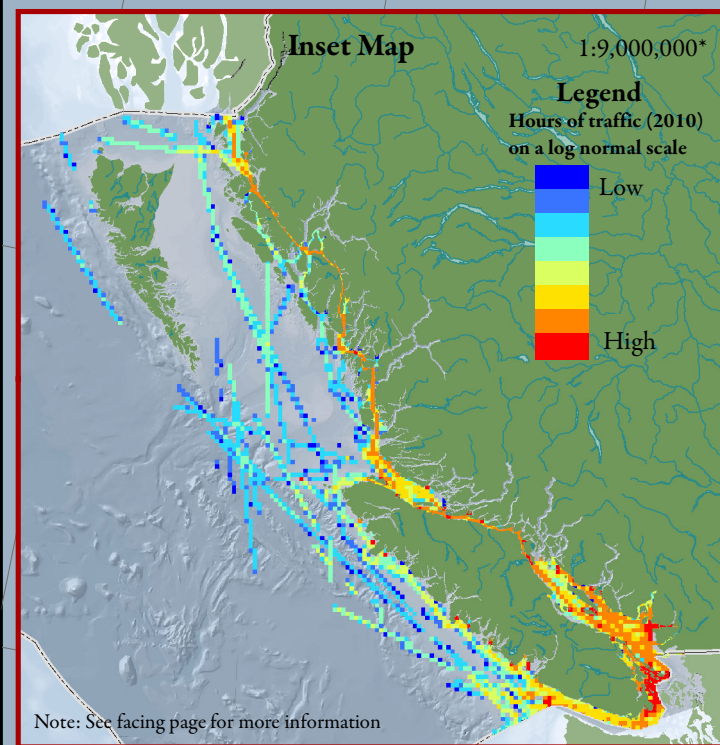 Inset Map
1:9,000,000*
Legend
Hours of traffic (2010)
on a log normal scale
Low
High
Note: See facing page for more information